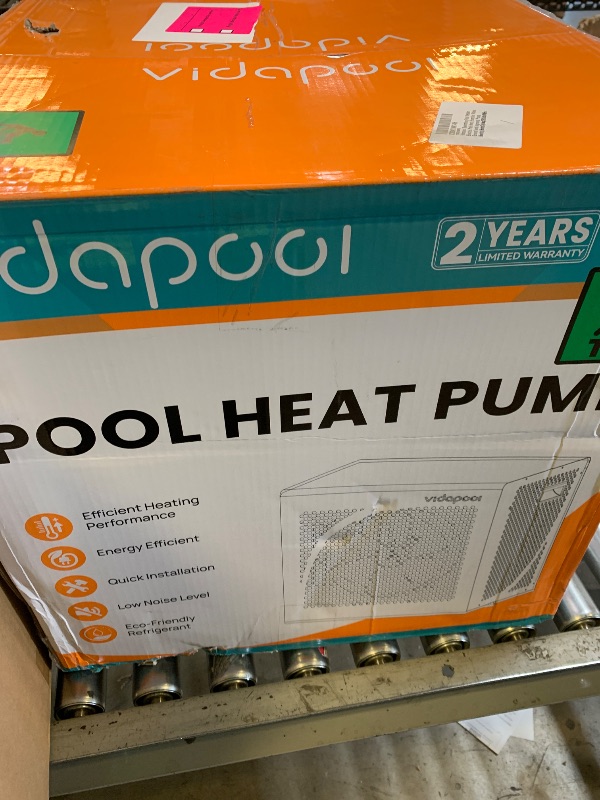 vidapool
vidapool
dapool
2 YEARS
LIMITED WARRANTY
POOL HEAT PUM
vidapool
Efficient Heating
Performance
Energy Efficient
Quick Installation
Low Noise Level
Eco-Friendly
Refrigerant